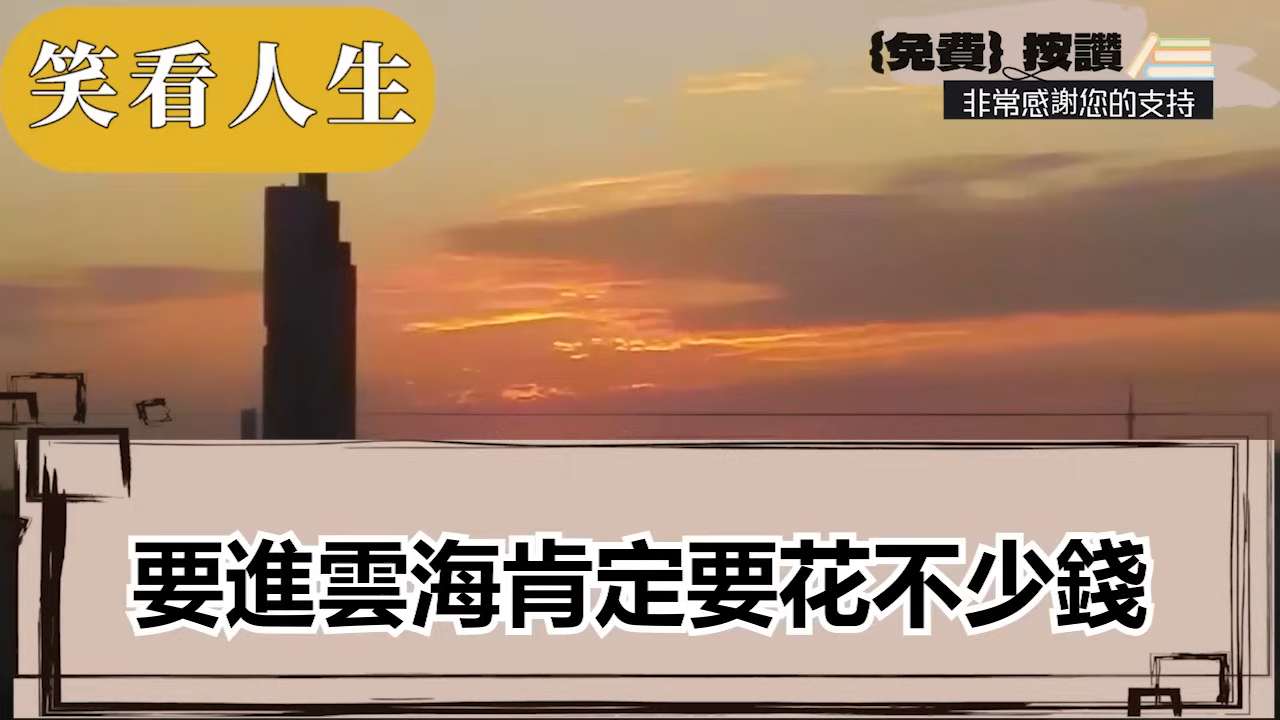 笑看人生
{免費} 按讚
非常感謝您的支持
要進雲海肯定要花不少錢